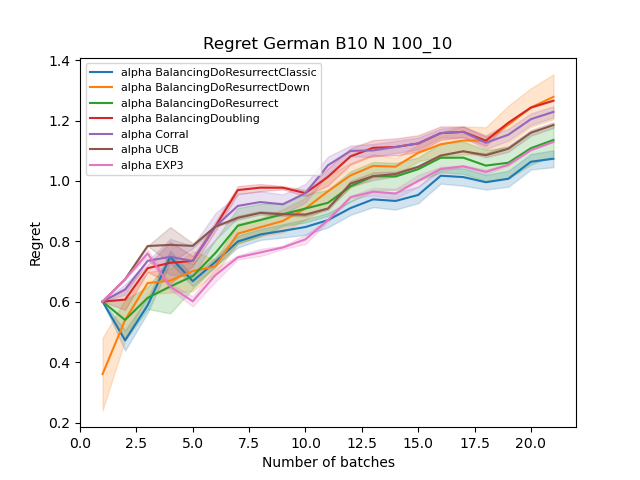 Regret German B10 N 100_10
alpha BalancingDoResurrectClassic
alpha BalancingDoResurrectDown
alpha BalancingDoResurrect
alpha BalancingDoubling
alpha Corral
alpha UCB
alpha EXP3
Regret
1.4
1.2
1.0
0.8
0.6
0.4
0.2
0.0 2.5 5.0 7.5 10.0 12.5 15.0 17.5 20.0
Number of batches